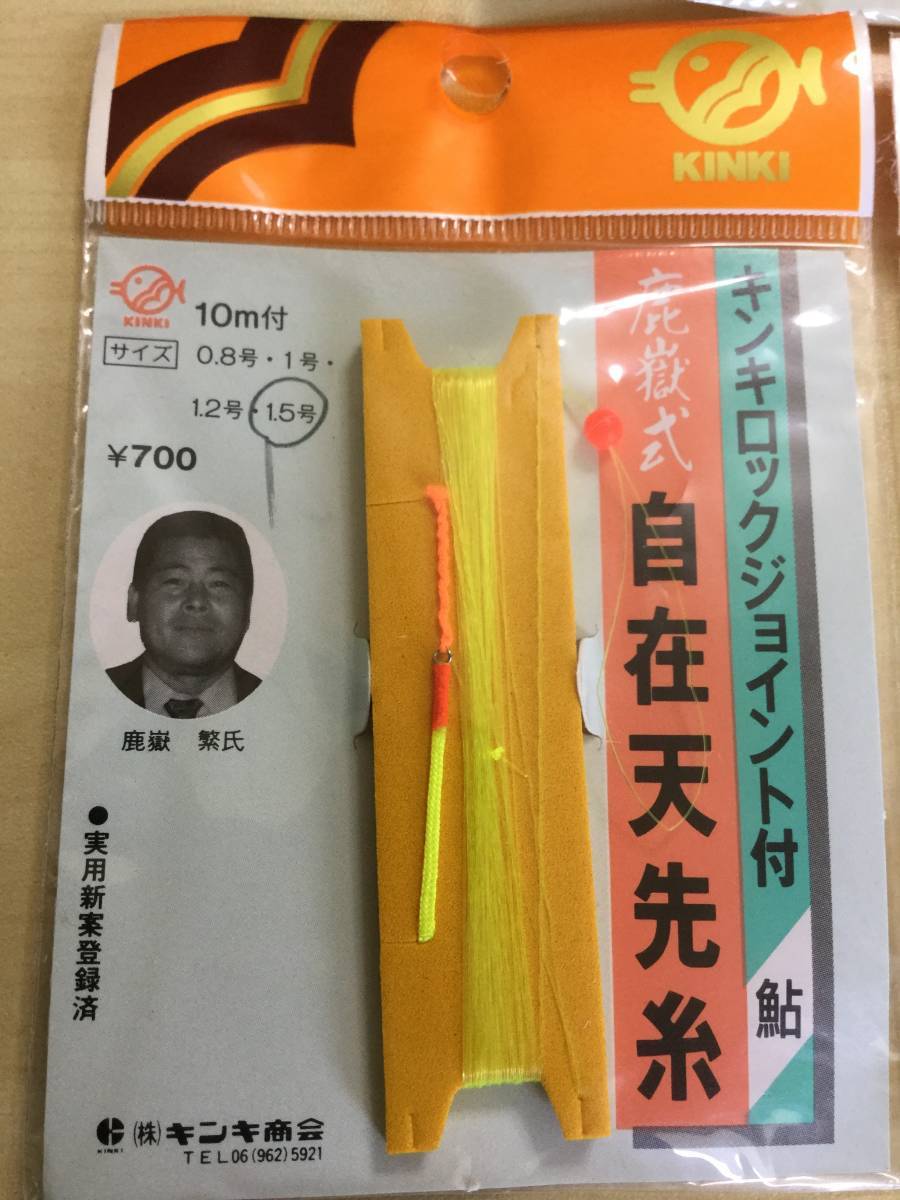 KINKI
KINKI
10m付
サイズ 0.8号・1号・
1.2号・1.5号
¥700
キンキロックジョイント付
鮎
鹿嶽式
自在天先糸
鹿嶽 繁氏
●実用新案登録済
KINKI
(株)キンキ商会
TEL06(962)5921